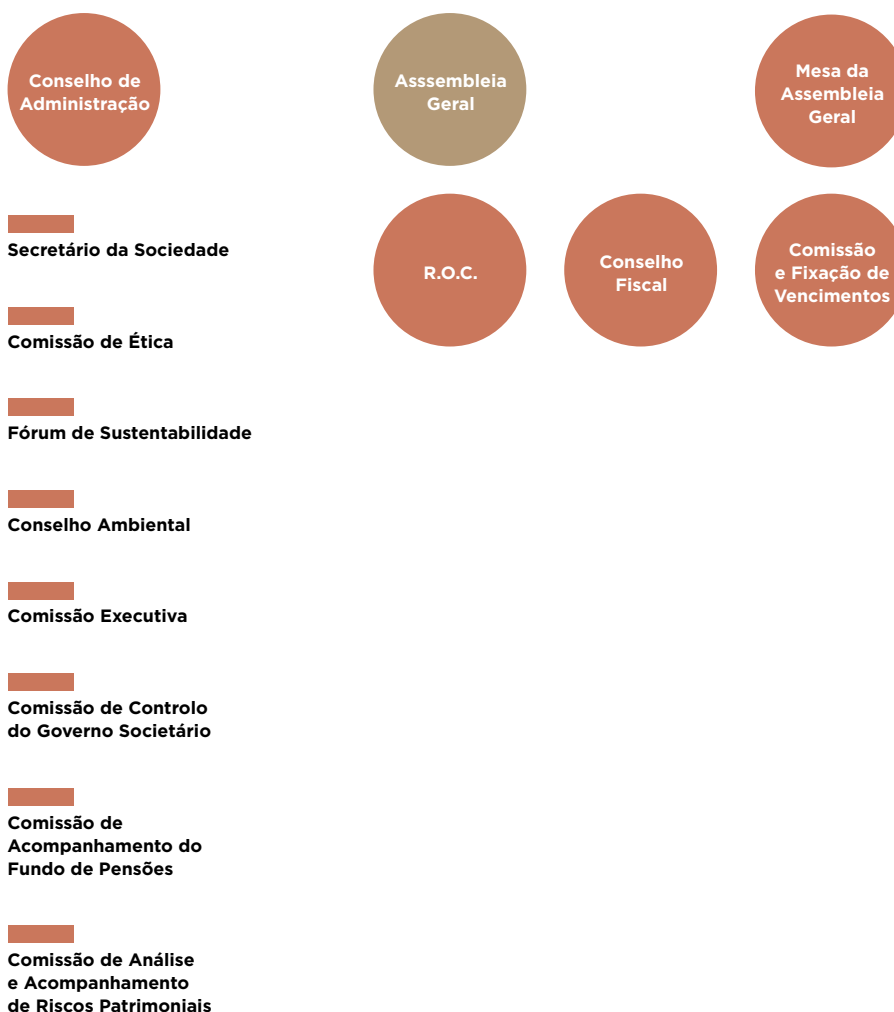 Conselho de
Administração
Asssembleia
Geral
Mesa da
Assembleia
Geral
R.O.C.
Conselho
Fiscal
Comissão
e Fixação de
Vencimentos
Secretário da Sociedade
Comissão de Ética
Fórum de Sustentabilidade
Conselho Ambiental
Comissão Executiva
Comissão de Controlo
do Governo Societário
Comissão de
Acompanhamento do
Fundo de Pensões
Comissão de Análise
e Acompanhamento
de Riscos Patrimoniais